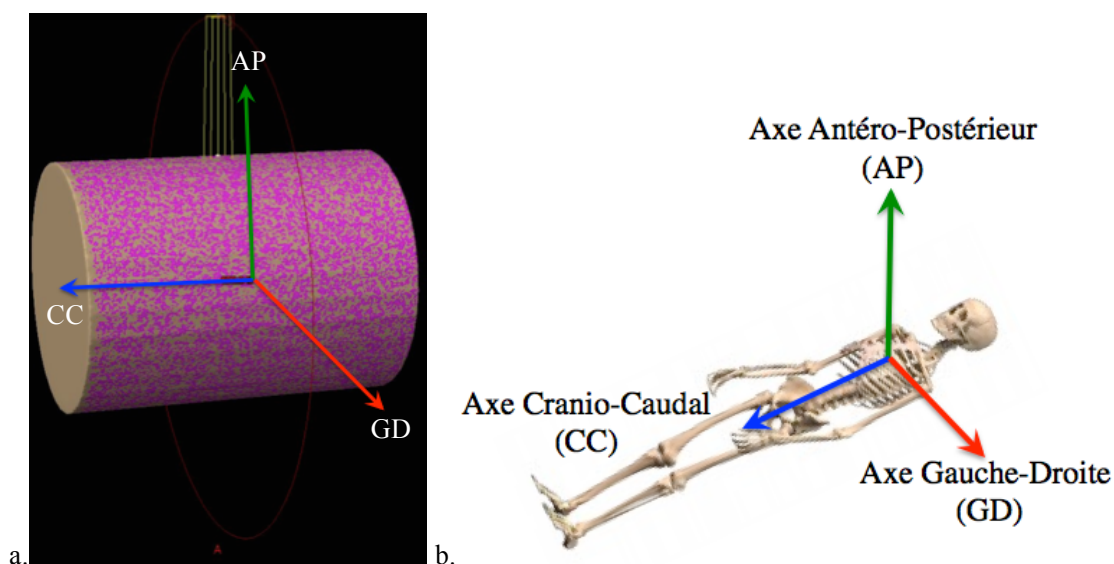 AP
CC
GD
A
a.
Axe Antéro-Postérieur
(AP)
Axe Cranio-Caudal
(CC)
Axe Gauche-Droite
(GD)
b.